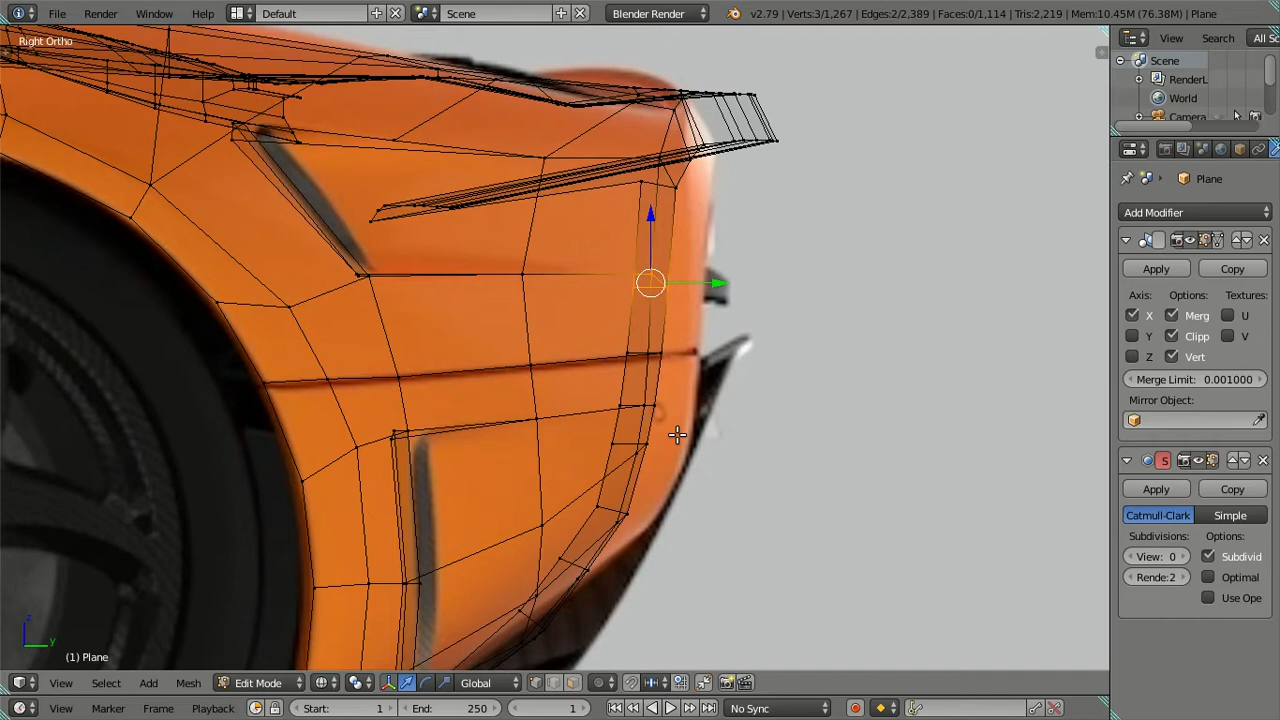 File Render Window Help Default Scene Blender Render v2.79 | Verts:3/1,267 | Edges:2/2,389 | Faces:0/1,114 | Tris:2,219 | Mem:10.45M (76.38M) | Plane View Search All Sc
Right Ortho
Scene
RenderL
World
Camera
Plane
Add Modifier
Apply Copy
Axis: Options: Textures:
X Merg U
Y Clipp V
Z Vert
Merge Limit: 0.001000
Mirror Object:
S
Apply Copy
Catmull-Clark Simple
Subdivisions: Options:
View: 0 Subdivid
Rende:2 Optimal
Use Ope
z
y
(1) Plane
View Select Add Mesh Edit Mode Global
View Marker Frame Playback Start: 1 End: 250 1 No Sync